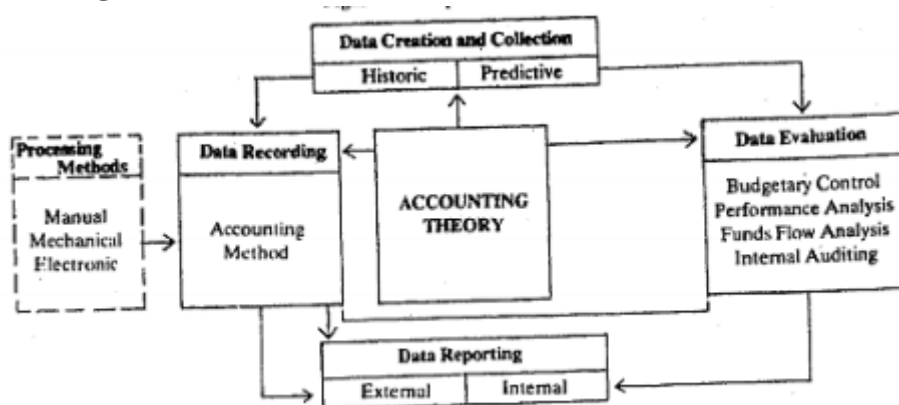 Data Creation and Collection
Historic
Predictive
Processing
Methods
Manual
Mechanical
Electronic
Data Recording
Accounting
Method
ACCOUNTING
THEORY
Data Evaluation
Budgetary Control
Performance Analysis
Funds Flow Analysis
Internal Auditing
Data Reporting
External
Internal